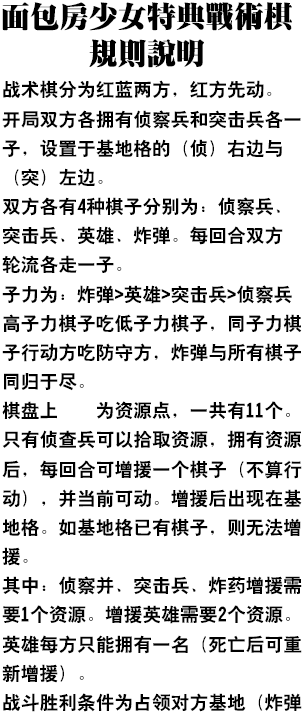 面包房少女特典戰術棋
規則說明
战术棋分为红蓝两方，红方先动。
开局双方各拥有侦察兵和突击兵各一
子，设置于基地格的（侦）右边与
（突）左边。
双方各有4种棋子分别为：侦察兵、
突击兵、英雄、炸弹。每回合双方
轮流各走一子。
子力为：炸弹>英雄>突击兵>侦察兵
高子力棋子吃低子力棋子，同子力棋
子行动方吃防守方，炸弹与所有棋子
同归于尽。
棋盘上　　为资源点，一共有11个。
只有侦查兵可以拾取资源，拥有资源
后，每回合可增援一个棋子（不算行
动），并当前可动。增援后出现在基
地格。如基地格已有棋子，则无法增
援。
其中：侦察并、突击兵、炸药增援需
要1个资源。增援英雄需要2个资源。
英雄每方只能拥有一名（死亡后可重
新增援）。
战斗胜利条件为占领对方基地（炸弹